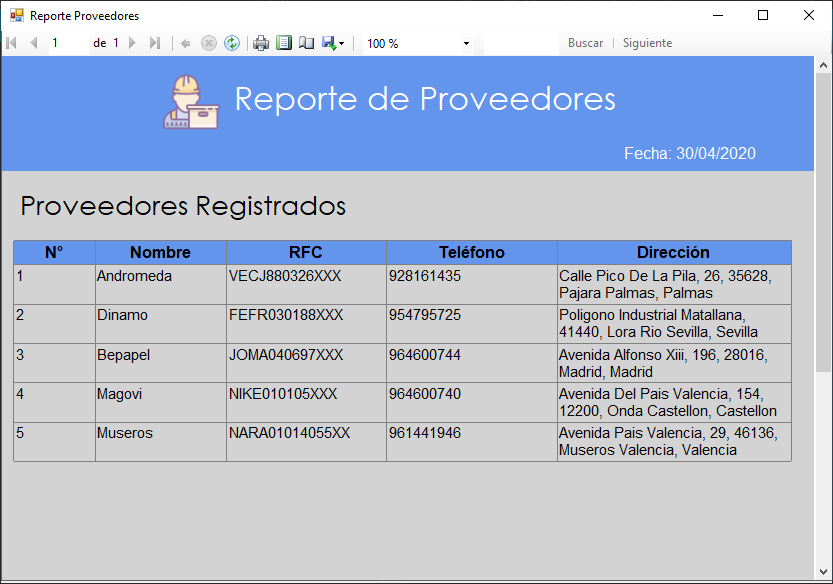 Reporte Proveedores
1 de 1 100 % Buscar Siguiente
Reporte de Proveedores
Fecha: 30/04/2020
Proveedores Registrados
N° Nombre RFC Teléfono Dirección
1 Andromeda VECJ880326XXX 928161435 Calle Pico De La Pila, 26, 35628,
Pajara Palmas, Palmas
2 Dinamo FEFR030188XXX 954795725 Poligono Industrial Matallana,
41440, Lora Rio Sevilla, Sevilla
3 Bepapel JOMA040697XXX 964600744 Avenida Alfonso Xiii, 196, 28016,
Madrid, Madrid
4 Magovi NIKE010105XXX 964600740 Avenida Del Pais Valencia, 154,
12200, Onda Castellon, Castellon
5 Museros NARA01014055XX 961441946 Avenida Pais Valencia, 29, 46136,
Museros Valencia, Valencia